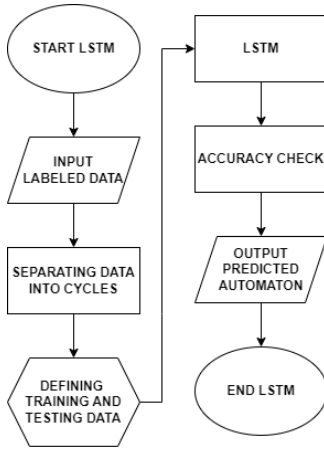 START LSTM
INPUT
LABELED DATA
SEPARATING DATA
INTO CYCLES
DEFINING
TRAINING AND
TESTING DATA
LSTM
ACCURACY CHECK
OUTPUT
PREDICTED
AUTOMATON
END LSTM